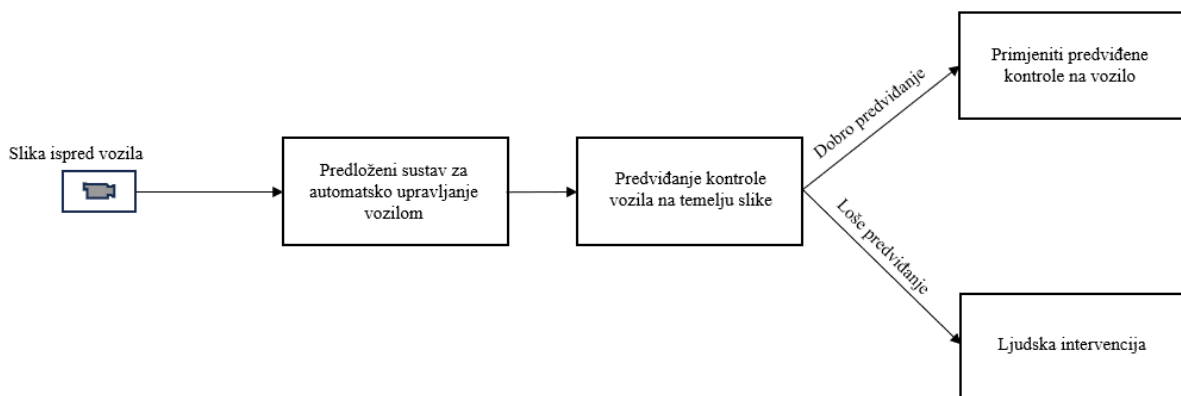 Slika ispred vozila
Predloženi sustav za
automatsko upravljanje
vozilom
Predviđanje kontrole
vozila na temelju slike
Dobro predviđanje
Primjeniti predviđene
kontrole na vozilo
Loše predviđanje
Ljudska intervencija